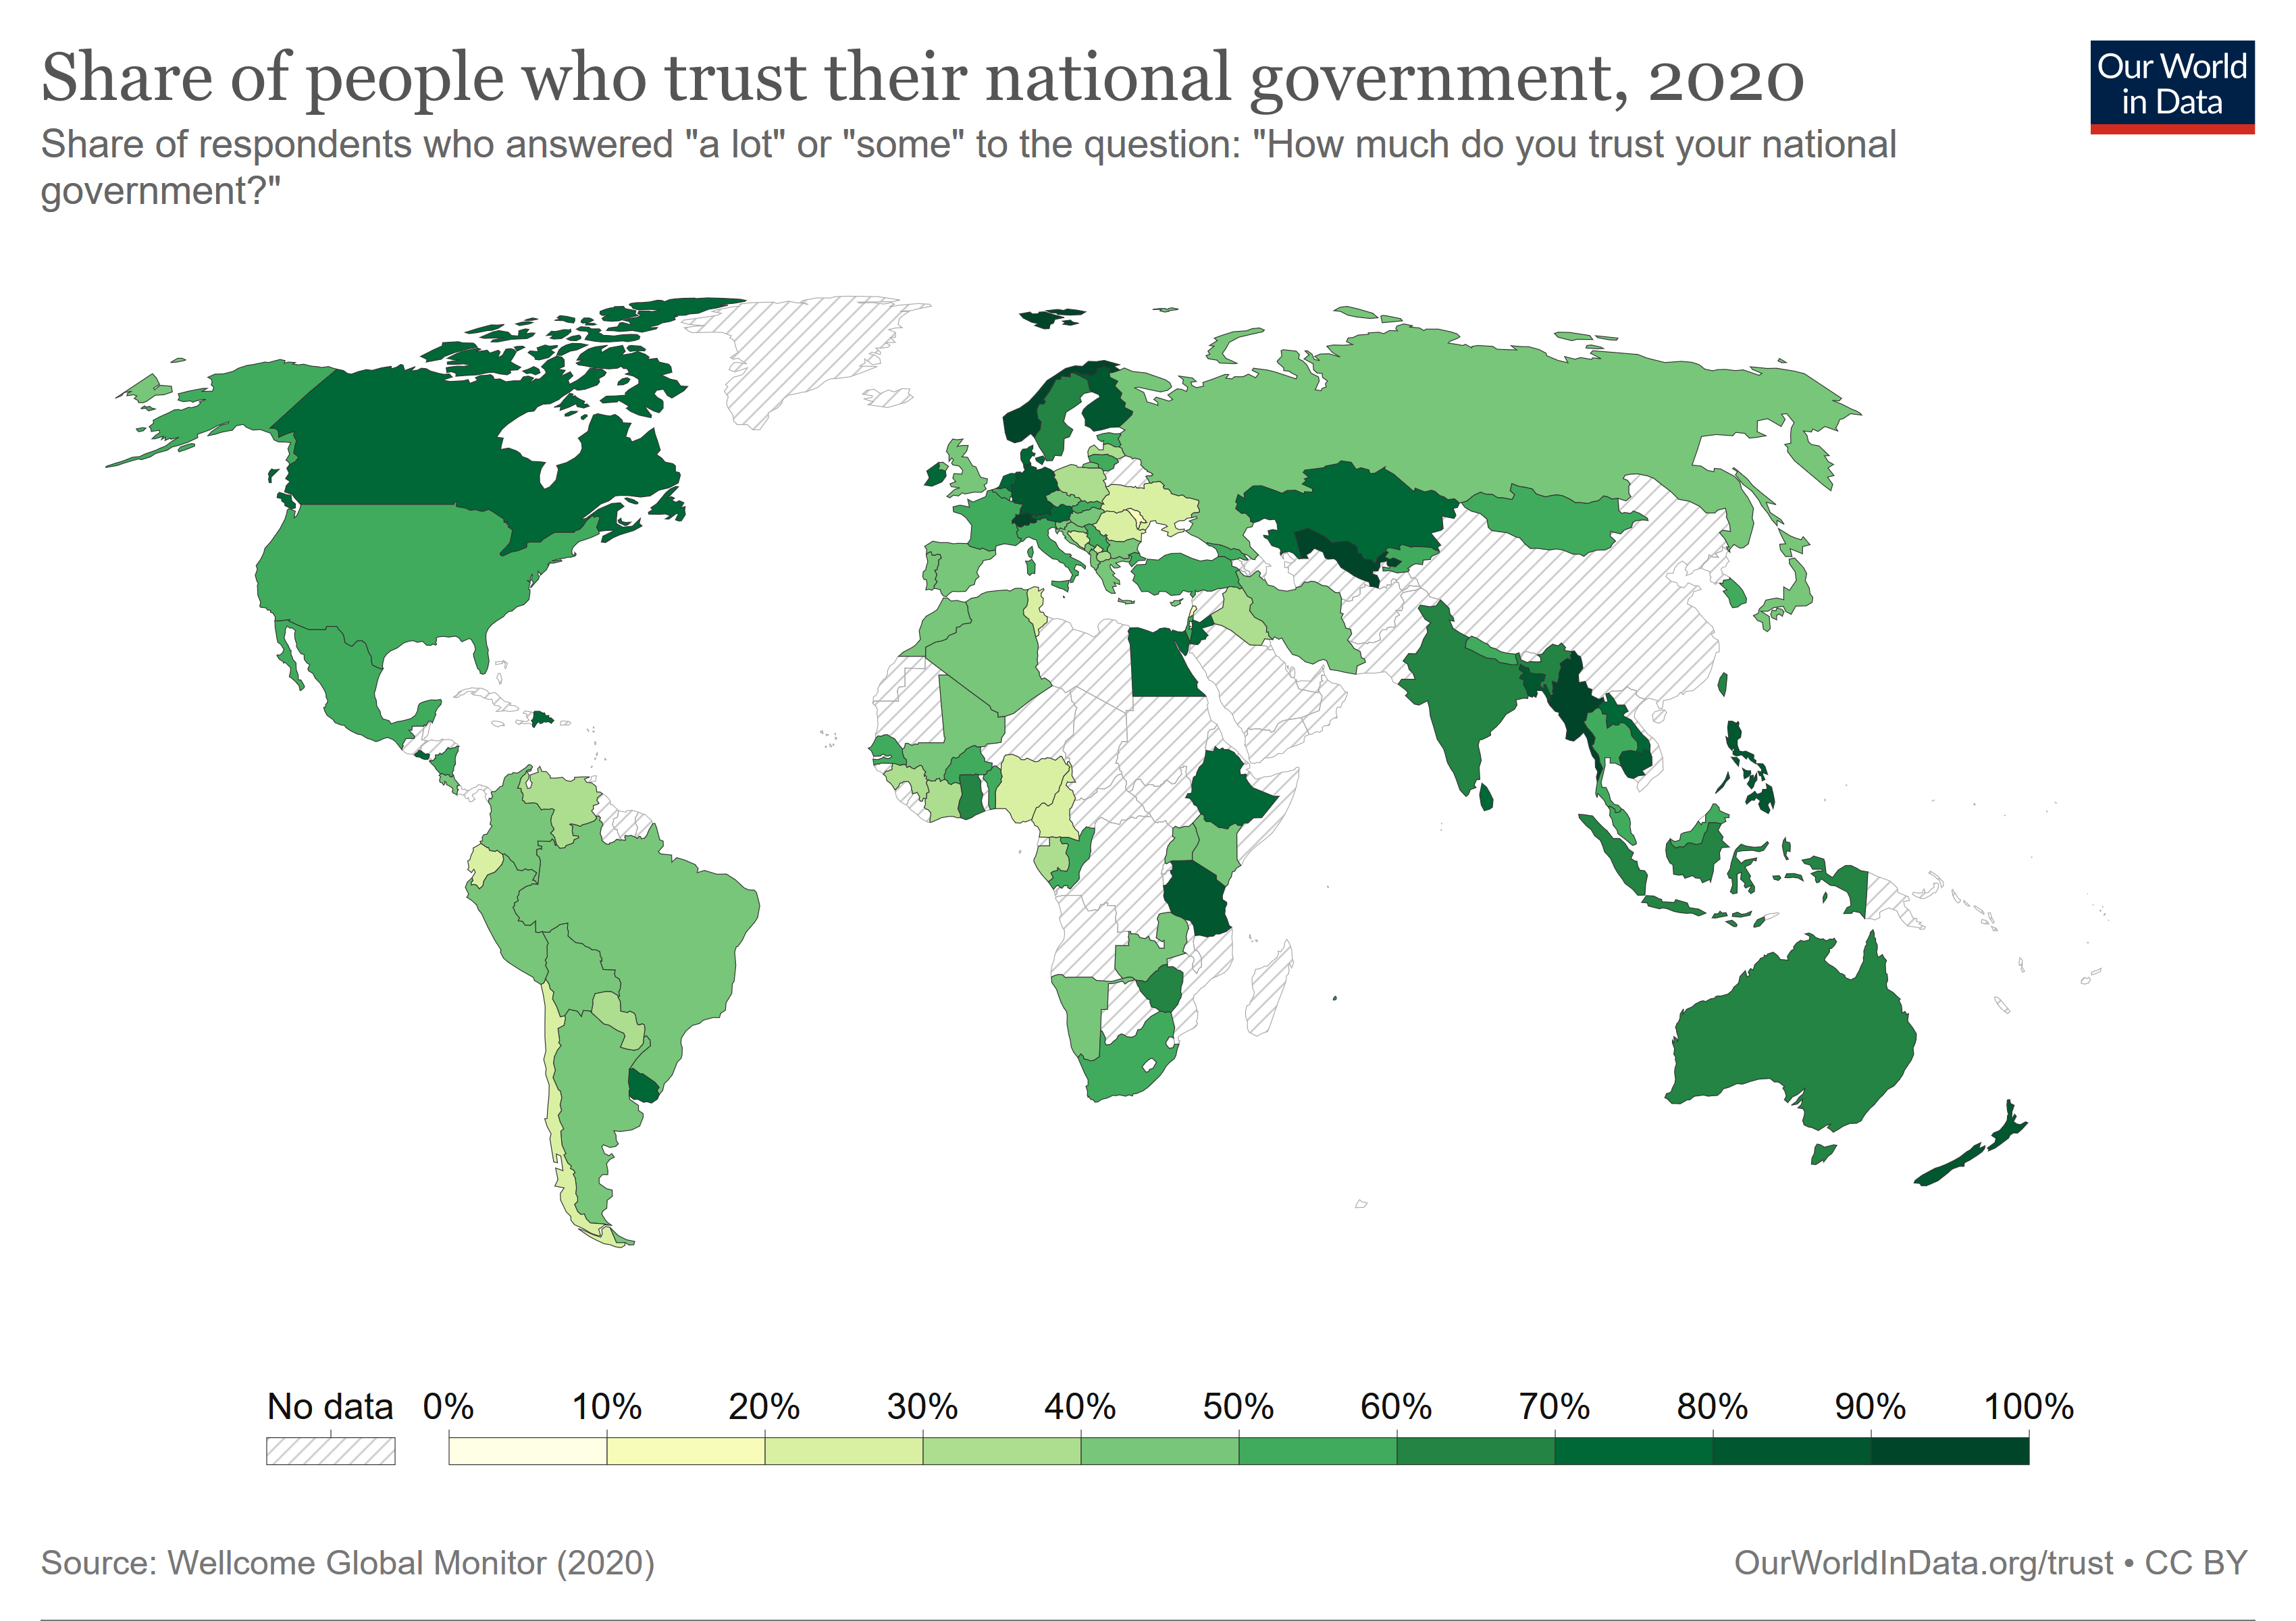 Share of people who trust their national government, 2020
Our World
in Data
Share of respondents who answered "a lot" or "some" to the question: "How much do you trust your national
government?"
No data 0% 10% 20% 30% 40% 50% 60% 70% 80% 90% 100%
Source: Wellcome Global Monitor (2020)
OurWorldInData.org/trust • CC BY